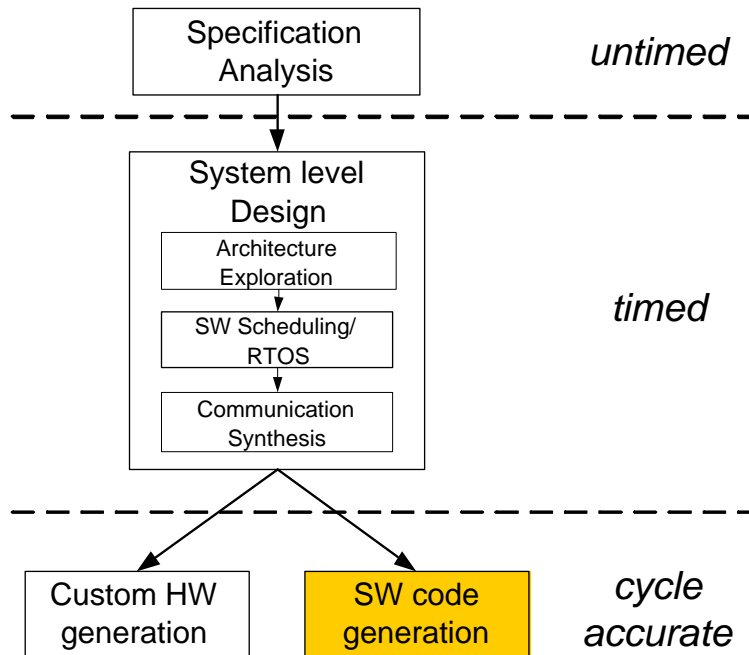 Specification
Analysis
untimed
System level
Design
Architecture
Exploration
SW Scheduling/
RTOS
Communication
Synthesis
timed
Custom HW
generation
SW code
generation
cycle
accurate